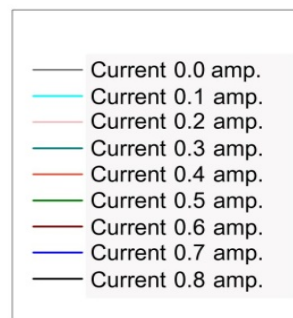 Current 0.0 amp.
Current 0.1 amp.
Current 0.2 amp.
Current 0.3 amp.
Current 0.4 amp.
Current 0.5 amp.
Current 0.6 amp.
Current 0.7 amp.
Current 0.8 amp.